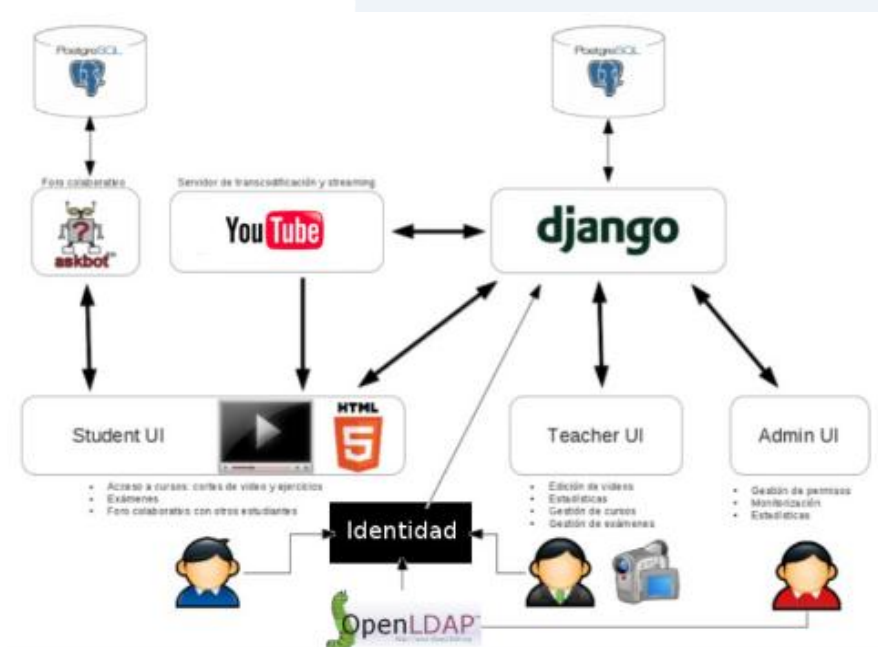 PostgreSQL
PostgreSQL
Foro colaborativo
Servidor de transcodificación y streaming
askbot
You Tube
django
Student UI
HTML
5
Teacher UI
Admin UI
Acceso a cursos: cortes de video y ejercicios
Exámenes
Foro colaborativo con otros estudiantes
Edición de videos
Estadísticas
Gestión de cursos
Gestión de exámenes
Gestión de permisos
Monitorización
Estadísticas
Identidad
OpenLDAP